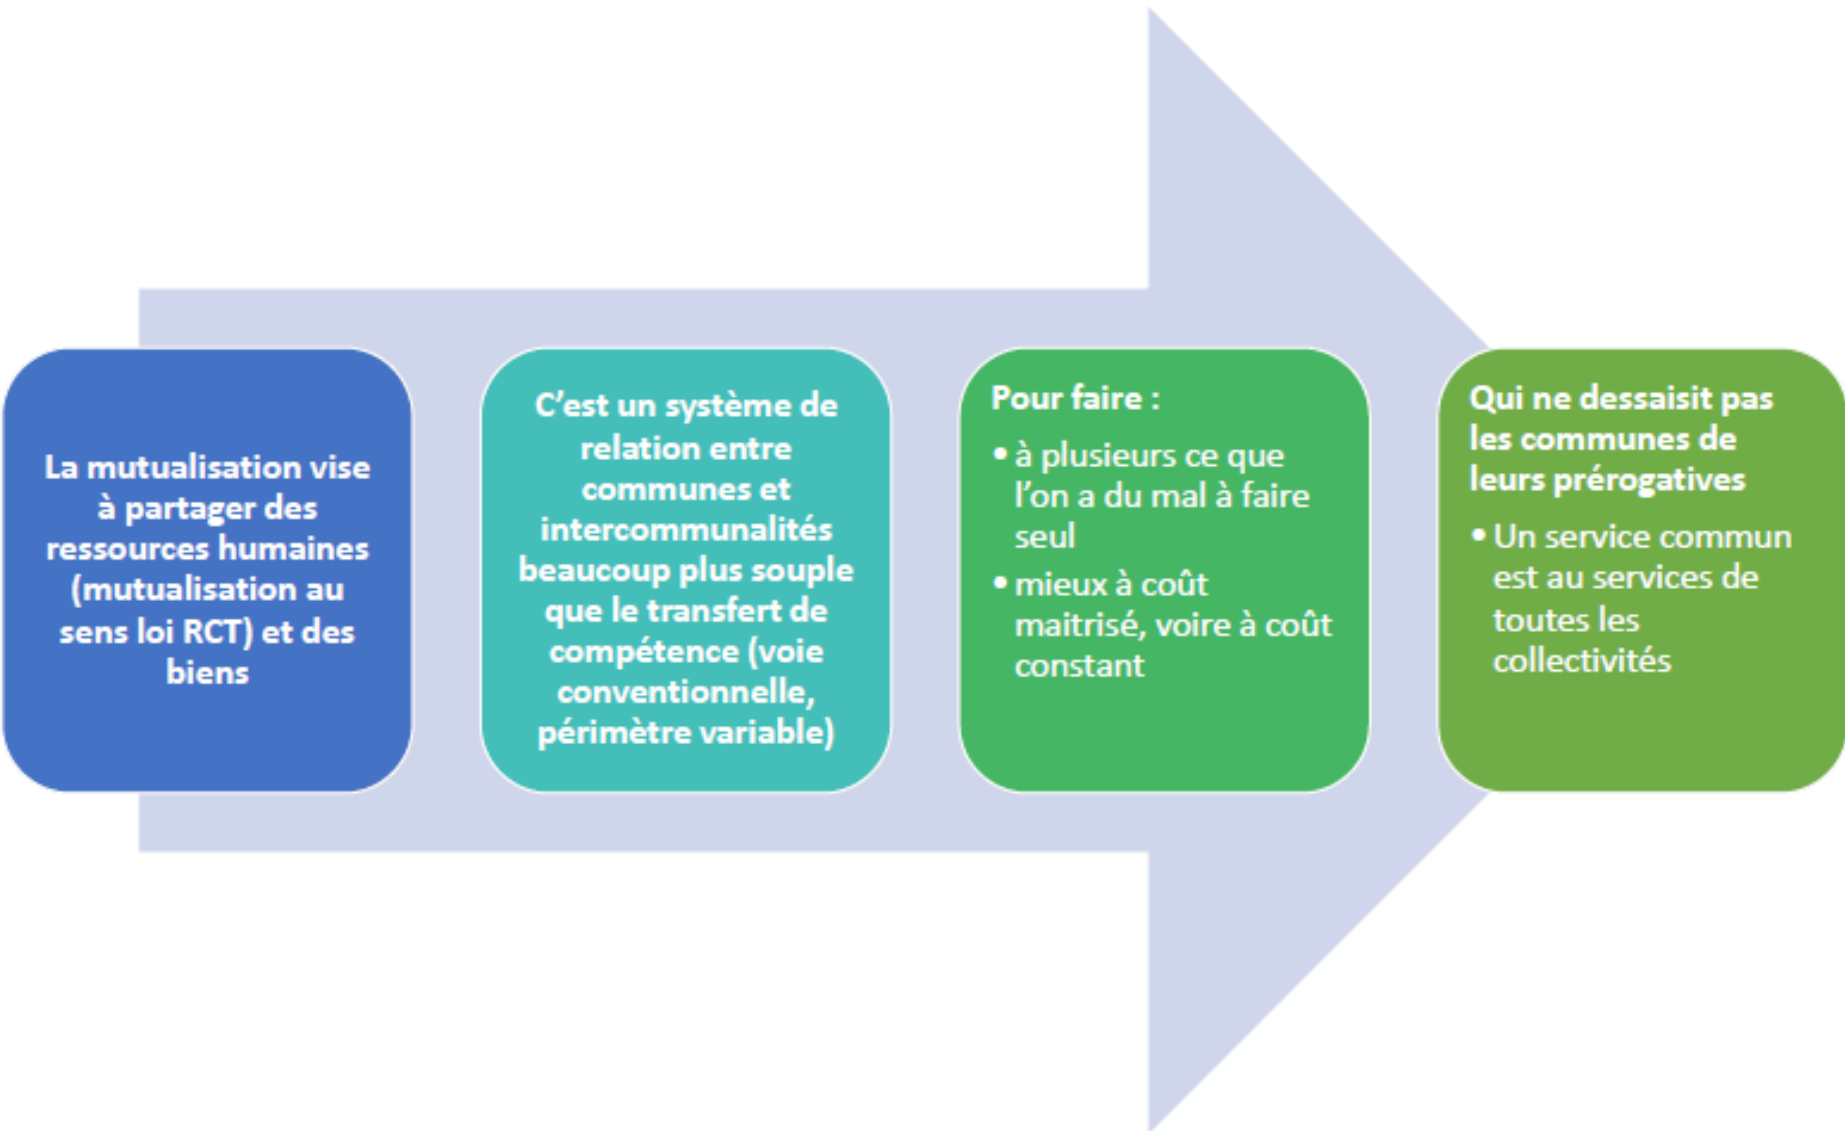 La mutualisation vise
à partager des
ressources humaines
(mutualisation au
sens loi RCT) et des
biens
C’est un système de
relation entre
communes et
intercommunalités
beaucoup plus souple
que le transfert de
compétence (voie
conventionnelle,
périmètre variable)
Pour faire :
• à plusieurs ce que
l’on a du mal à faire
seul
• mieux à coût
maitrisé, voire à coût
constant
Qui ne dessaisit pas
les communes de
leurs prérogatives
• Un service commun
est au services de
toutes les
collectivités